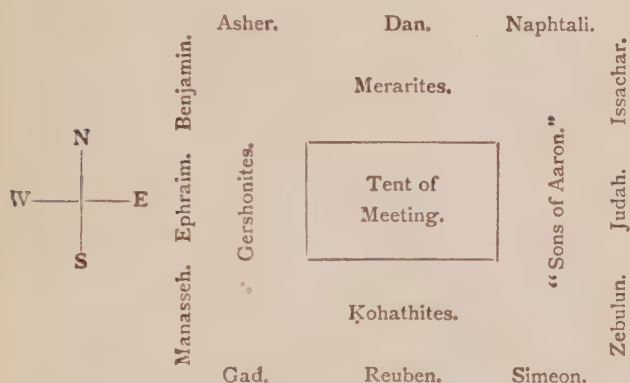 Asher. Dan. Naphtali.
Benjamin.
Issachar.
Merarites.
N
W E
S
Ephraim.
Gershonites.
Tent of
Meeting.
“Sons of Aaron.”
Judah.
Manasseh.
Ḳohathites.
Zebulun.
Gad. Reuben. Simeon.